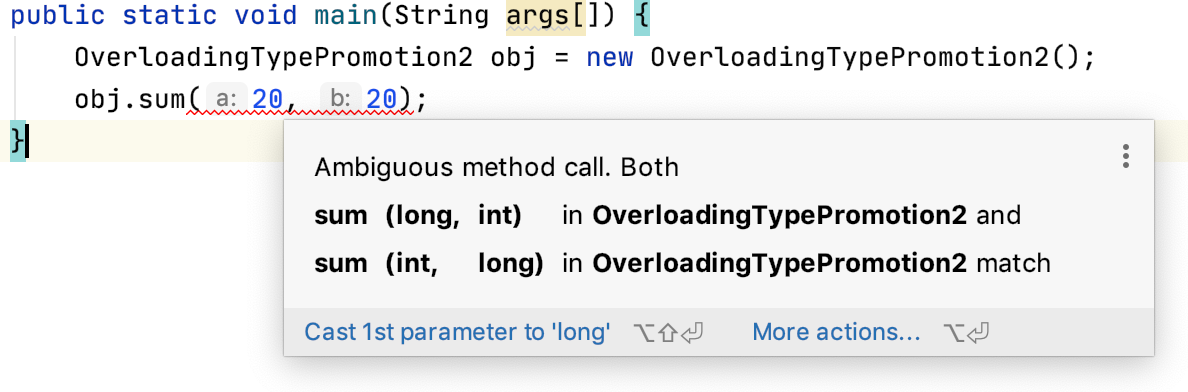 public static void main(String args[]) {
OverloadingTypePromotion2 obj = new OverloadingTypePromotion2();
obj.sum( a: 20, b: 20);
}
Ambiguous method call. Both
sum (long, int) in OverloadingTypePromotion2 and
sum (int, long) in OverloadingTypePromotion2 match
Cast 1st parameter to 'long' ⌥⇧⏎ More actions... ⌥⏎